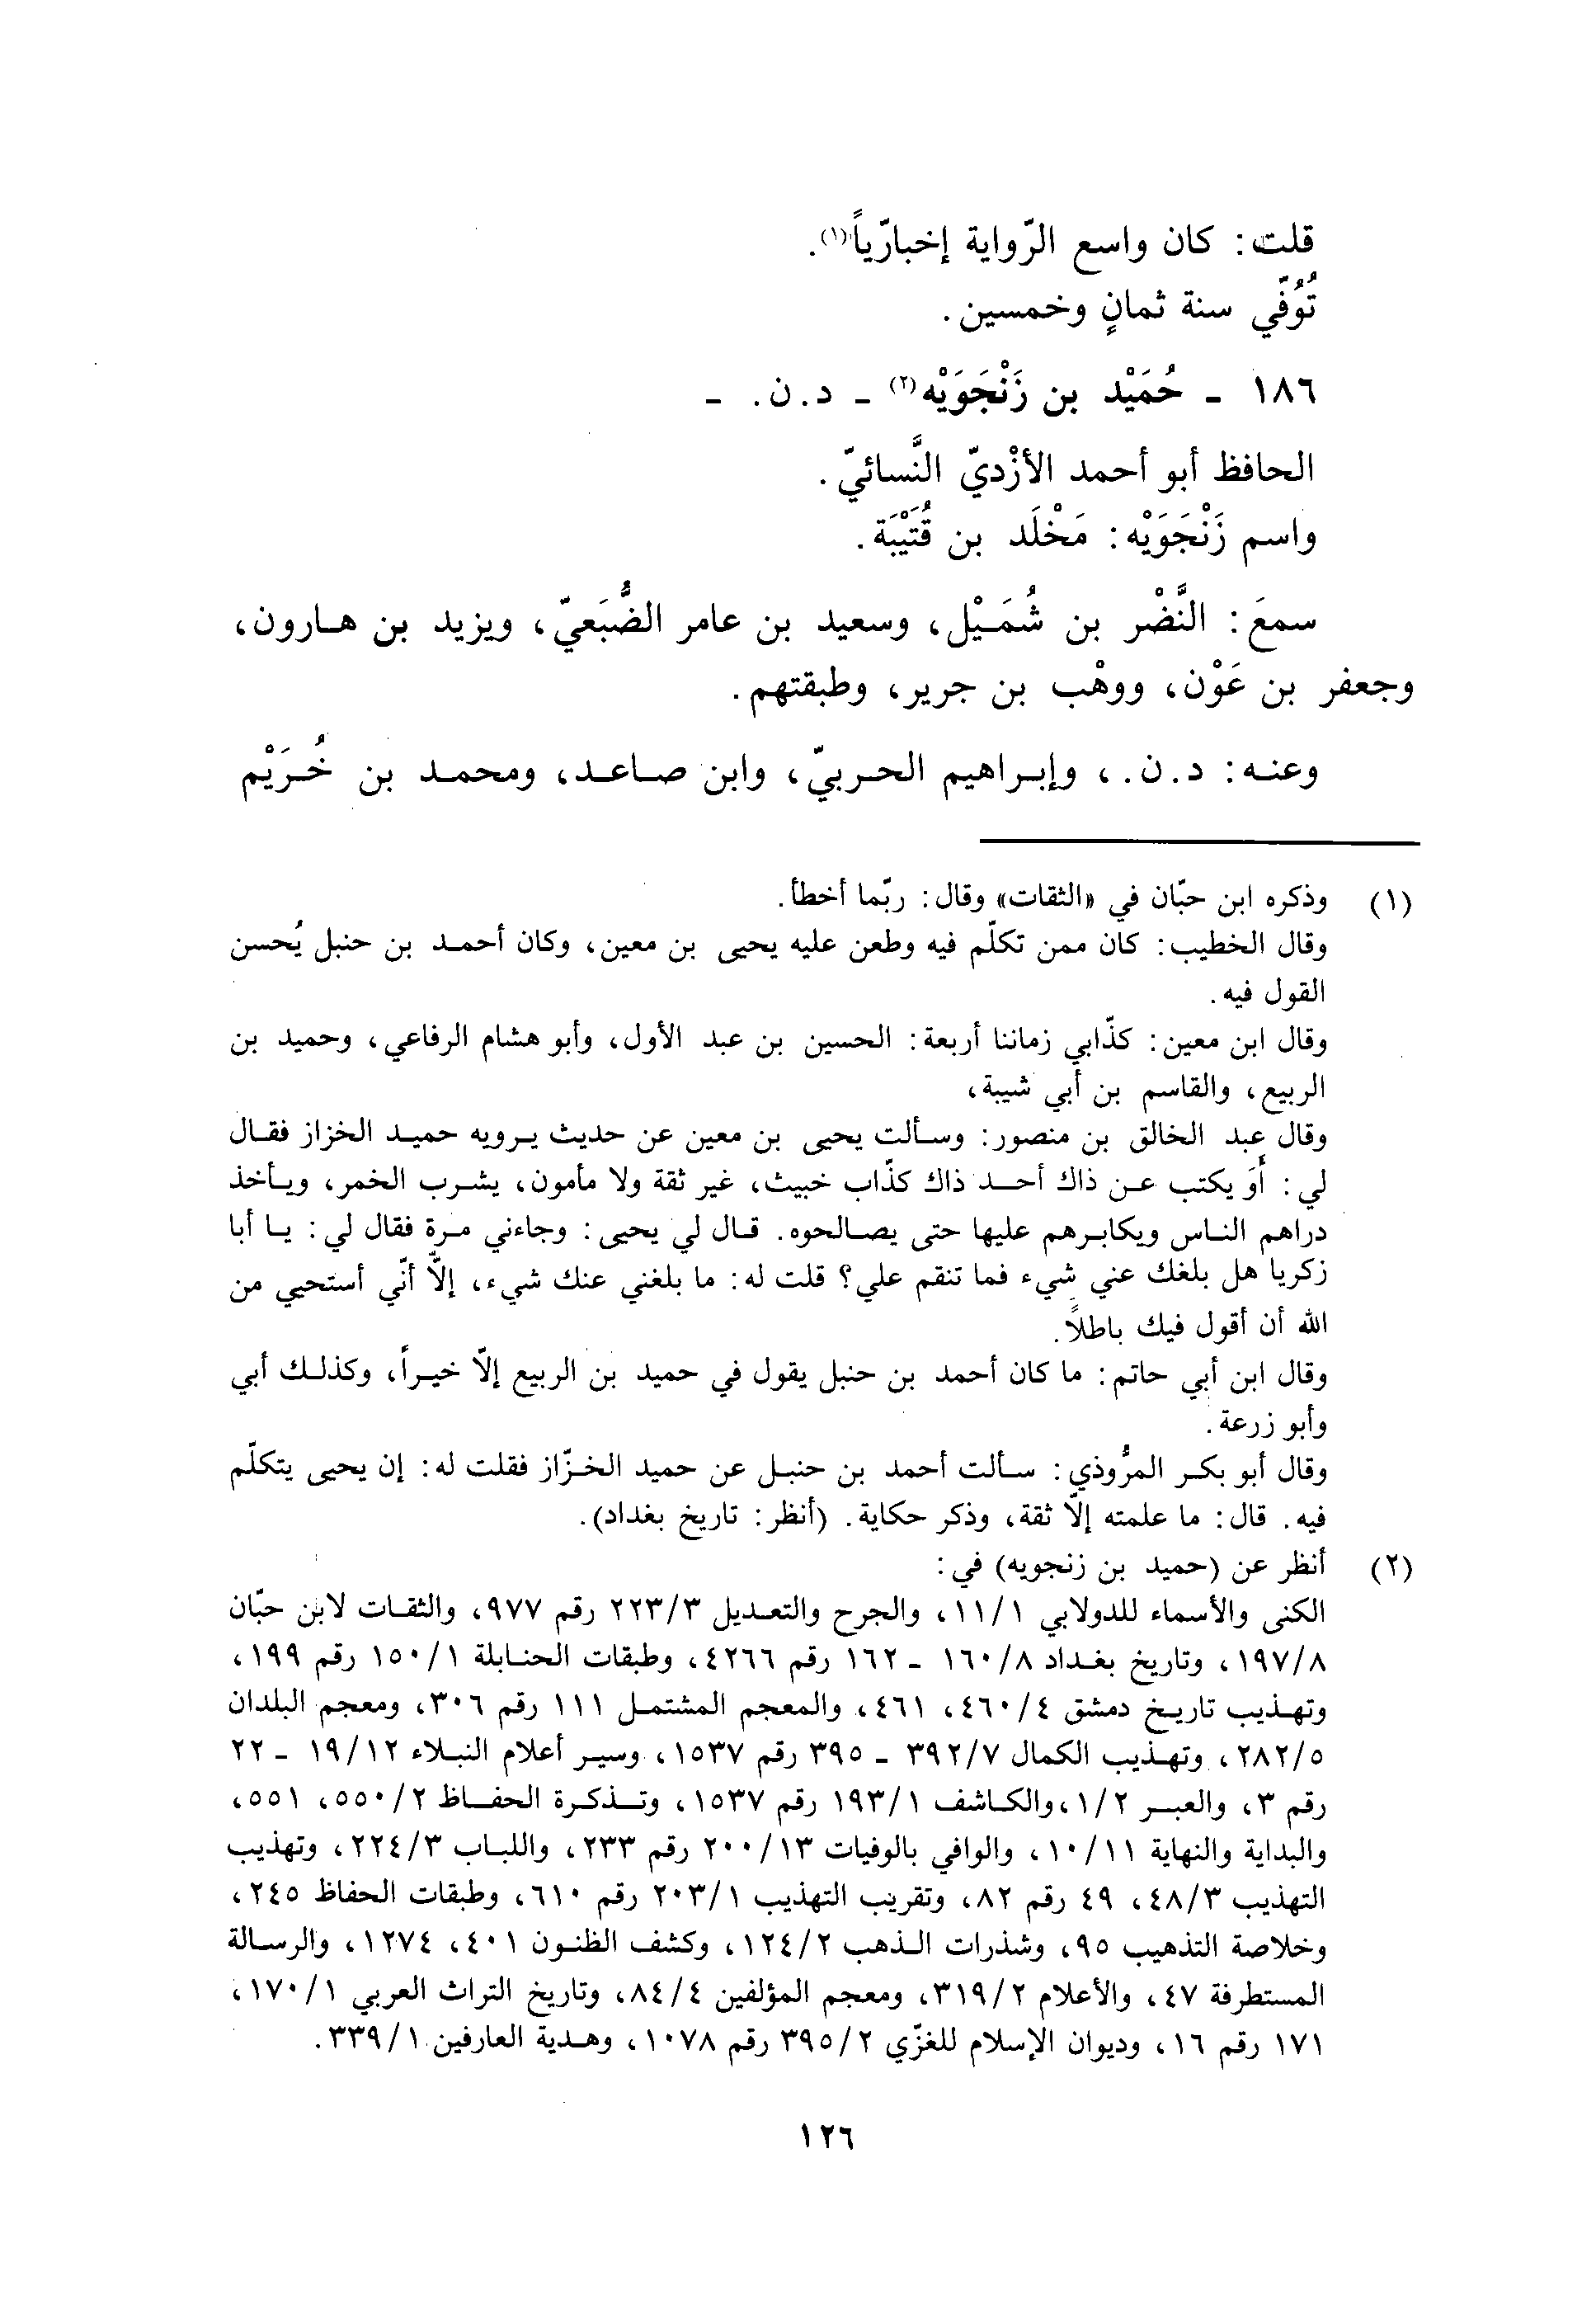 قلت: كان واسع الرّواية إخباريّاً(١).
تُوُفّي سنة ثمانٍ وخمسين.
١٨٦ - حُمَيْد بن زَنْجَوَيْه(٢) - د.ن. -
الحافظ أبو أحمد الأزْديّ النَّسائيّ.
واسم زَنْجَوَيْه: مَخْلَد بن قُتَيْبَة.
سمعَ: النَّضْر بن شُمَيْل، وسعيد بن عامر الضُّبَعيّ، ويزيد بن هارون،
وجعفر بن عَوْن، ووهْب بن جرير، وطبقتهم.
وعنه: د.ن.، وإبراهيم الحربيّ، وابن صاعد، ومحمد بن خُرَيْم
(١) وذكره ابن حبّان في «الثقات» وقال: ربّما أخطأ.
وقال الخطيب: كان ممن تكلّم فيه وطعن عليه يحيى بن معين، وكان أحمد بن حنبل يُحسن
القول فيه.
وقال ابن معين: كذّابي زماننا أربعة: الحسين بن عبد الأول، وأبو هشام الرفاعي، وحميد بن
الربيع، والقاسم بن أبي شيبة،
وقال عبد الخالق بن منصور: وسألت يحيى بن معين عن حديث يرويه حميد الخزاز فقال
لي: أَوَ يكتب عن ذاك أحد ذاك كذّاب خبيث، غير ثقة ولا مأمون، يشرب الخمر، ويأخذ
دراهم الناس ويكابرهم عليها حتى يصالحوه. قال لي يحيى: وجاءني مرة فقال لي: يا أبا
زكريا هل بلغك عني شيء فما تنقم علي؟ قلت له: ما بلغني عنك شيء، إلاّ أنّي أستحيي من
الله أن أقول فيك باطلاً.
وقال ابن أبي حاتم: ما كان أحمد بن حنبل يقول في حميد بن الربيع إلاّ خيراً، وكذلك أبي
وأبو زرعة.
وقال أبو بكر المرُّوذي: سألت أحمد بن حنبل عن حميد الخزّاز فقلت له: إن يحيى يتكلّم
فيه. قال: ما علمته إلاّ ثقة، وذكر حكاية. (أنظر: تاريخ بغداد).
(٢) أنظر عن (حميد بن زنجويه) في:
الكنى والأسماء للدولابي ١١/١، والجرح والتعديل ٢٢٣/٣ رقم ٩٧٧، والثقات لابن حبّان
١٩٧/٨، وتاريخ بغداد ١٦٠/٨ - ١٦٢ رقم ٤٢٦٦، وطبقات الحنابلة ١٥٠/١ رقم ١٩٩،
وتهذيب تاريخ دمشق ٤٦٠/٤، ٤٦١، والمعجم المشتمل ١١١ رقم ٣٠٦، ومعجم البلدان
٢٨٢/٥، وتهذيب الكمال ٣٩٢/٧ - ٣٩٥ رقم ١٥٣٧، وسير أعلام النبلاء ١٩/١٢ - ٢٢
رقم ٣، والعبر ١/٢، والكاشف ١٩٣/١ رقم ١٥٣٧، وتذكرة الحفاظ ٥٥٠/٢، ٥٥١،
والبداية والنهاية ١٠/١١، والوافي بالوفيات ٢٠٠/١٣ رقم ٢٣٣، واللباب ٢٢٤/٣، وتهذيب
التهذيب ٤٨/٣، ٤٩ رقم ٨٢، وتقريب التهذيب ٢٠٣/١ رقم ٦١٠، وطبقات الحفاظ ٢٤٥،
وخلاصة التذهيب ٩٥، وشذرات الذهب ١٢٤/٢، وكشف الظنون ٤٠١، ١٢٧٤، والرسالة
المستطرفة ٤٧، والأعلام ٣١٩/٢، ومعجم المؤلفين ٨٤/٤، وتاريخ التراث العربي ١٧٠/١،
١٧١ رقم ١٦، وديوان الإسلام للغزّي ٣٩٥/٢ رقم ١٠٧٨، وهدية العارفين ٣٣٩/١.
١٢٦